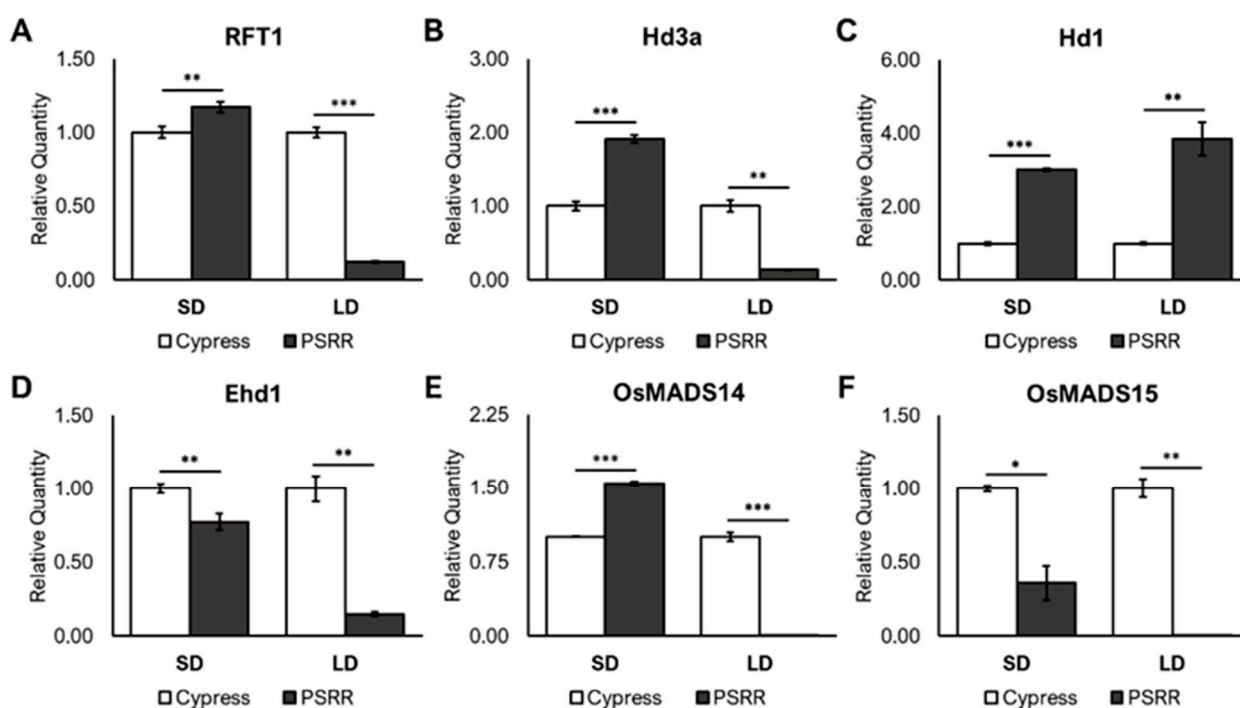 A
RFT1
Relative Quantity
1.50
1.00
0.50
0.00
**
***
SD
LD
Cypress
PSRR
B
Hd3a
Relative Quantity
3.00
2.00
1.00
0.00
***
**
SD
LD
Cypress
PSRR
C
Hd1
Relative Quantity
6.00
4.00
2.00
0.00
***
**
SD
LD
Cypress
PSRR
D
Ehd1
Relative Quantity
1.50
1.00
0.50
0.00
**
**
SD
LD
Cypress
PSRR
E
OsMADS14
Relative Quantity
2.25
1.50
0.75
0.00
***
***
SD
LD
Cypress
PSRR
F
OsMADS15
Relative Quantity
1.50
1.00
0.50
0.00
*
**
SD
LD
Cypress
PSRR